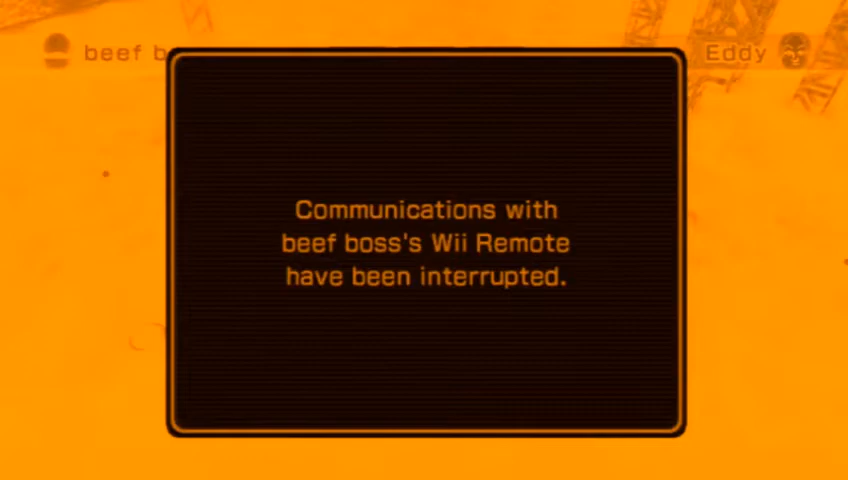 beef b
Eddy
Communications with
beef boss's Wii Remote
have been interrupted.